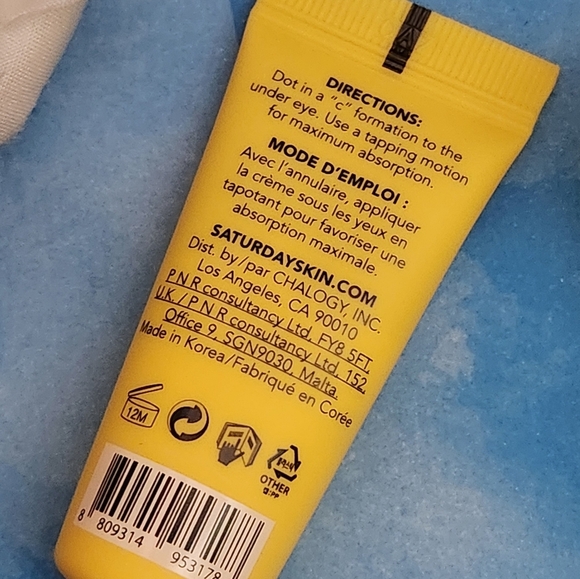 DIRECTIONS:
Dot in a "c" formation to the
under eye. Use a tapping motion
for maximum absorption.
MODE D'EMPLOI :
Avec l'annulaire, appliquer
la crème sous les yeux en
tapotant pour favoriser une
absorption maximale.
SATURDAYSKIN.COM
Dist. by/par CHALOGY, INC.
Los Angeles, CA 90010
P N R consultancy Ltd, FY8 5FT,
U.K / P N R consultancy Ltd, 152,
Office 9, SGN9030, Malta.
Made in Korea/Fabriqué en Corée
12M
OTHER
8 809314 953178